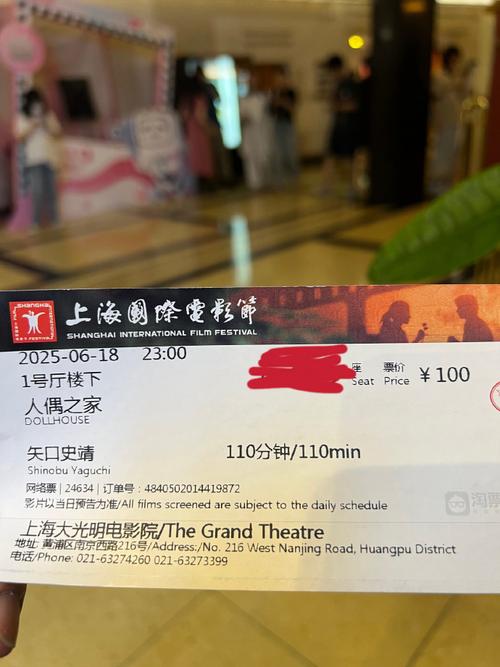 上海國際電影節
SHANGHAI INTERNATIONAL FILM FESTIVAL
2025-06-18 23:00
座 票价 ¥100
Seat Price
1号厅楼下
人偶之家
DOLLHOUSE
矢口史靖 110分钟/110min
Shinobu Yaguchi
网络票 | 24634 | 订单号：4840502014419872
影片以当日预告为准/All films screened are subject to the daily schedule
淘票
上海大光明电影院/The Grand Theatre
地址: 黄浦区南京西路216号/Address:/No. 216 West Nanjing Road, Huangpu District
电话/Phone: 021-63274260 021-63273399